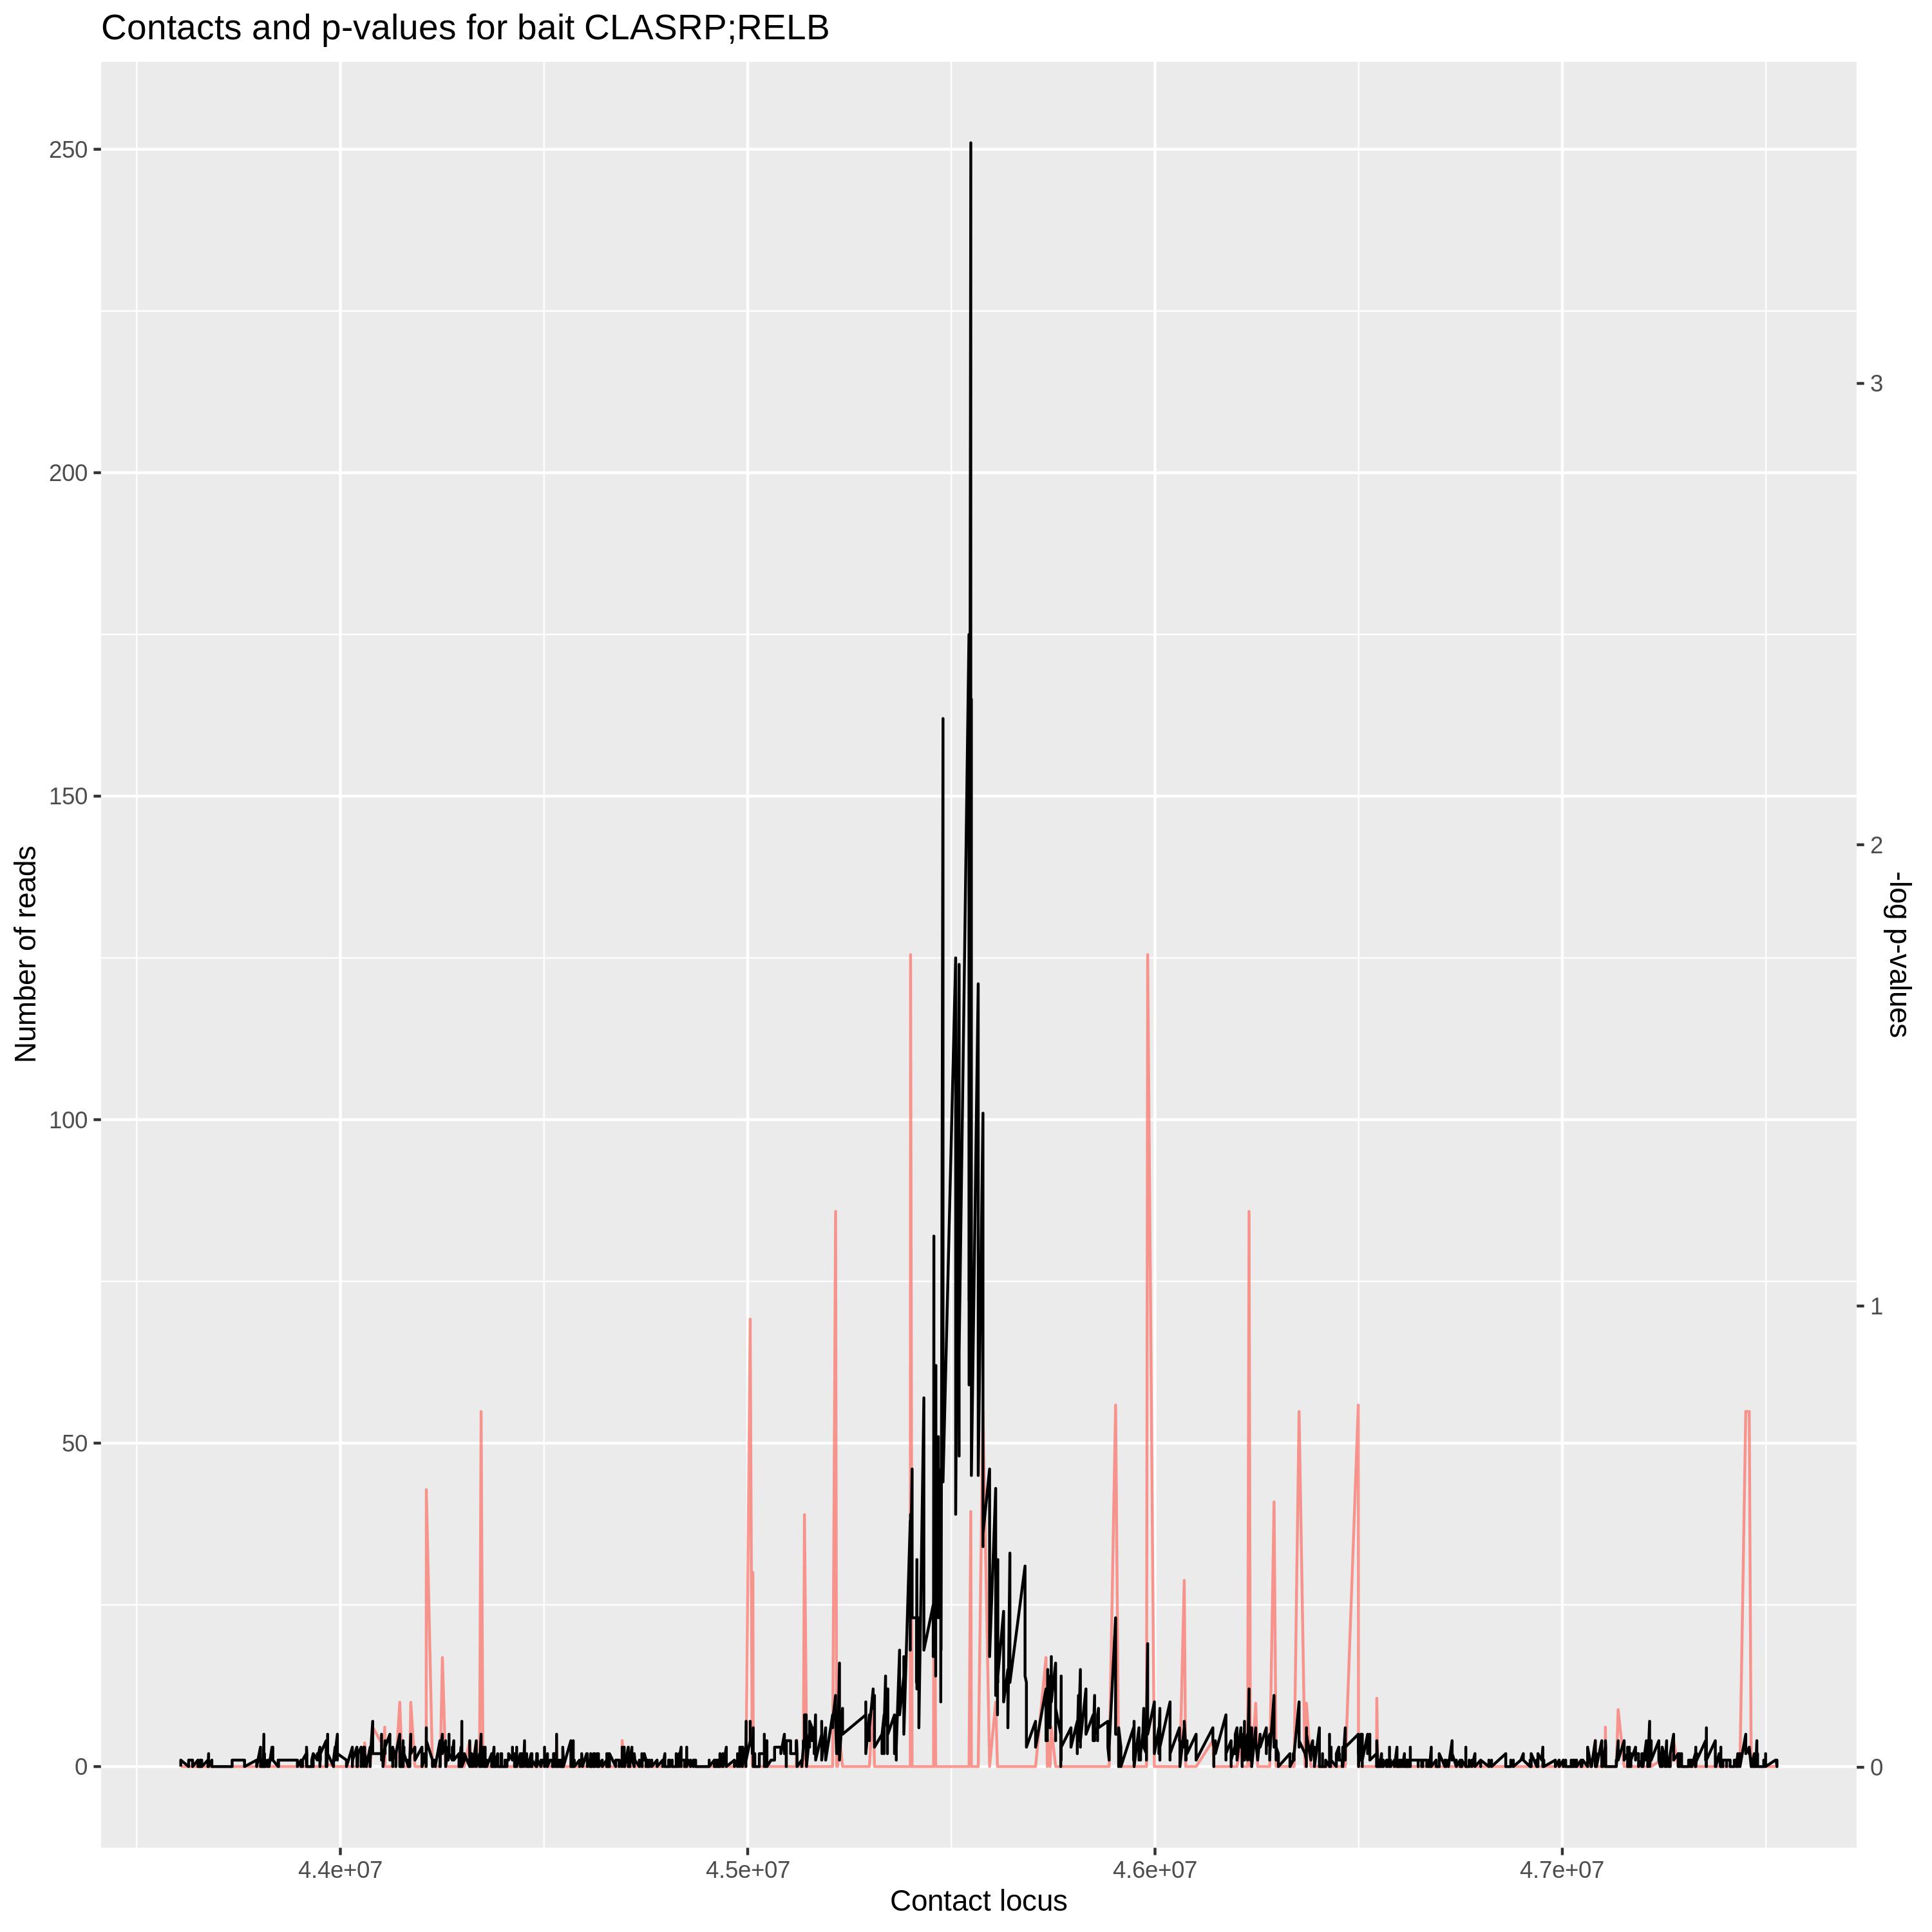 Contacts and p-values for bait CLASRP;RELB
250
200
150
100
50
0
Number of reads
3
2
1
0
-log p-values
4.4e+07
4.5e+07
4.6e+07
4.7e+07
Contact locus